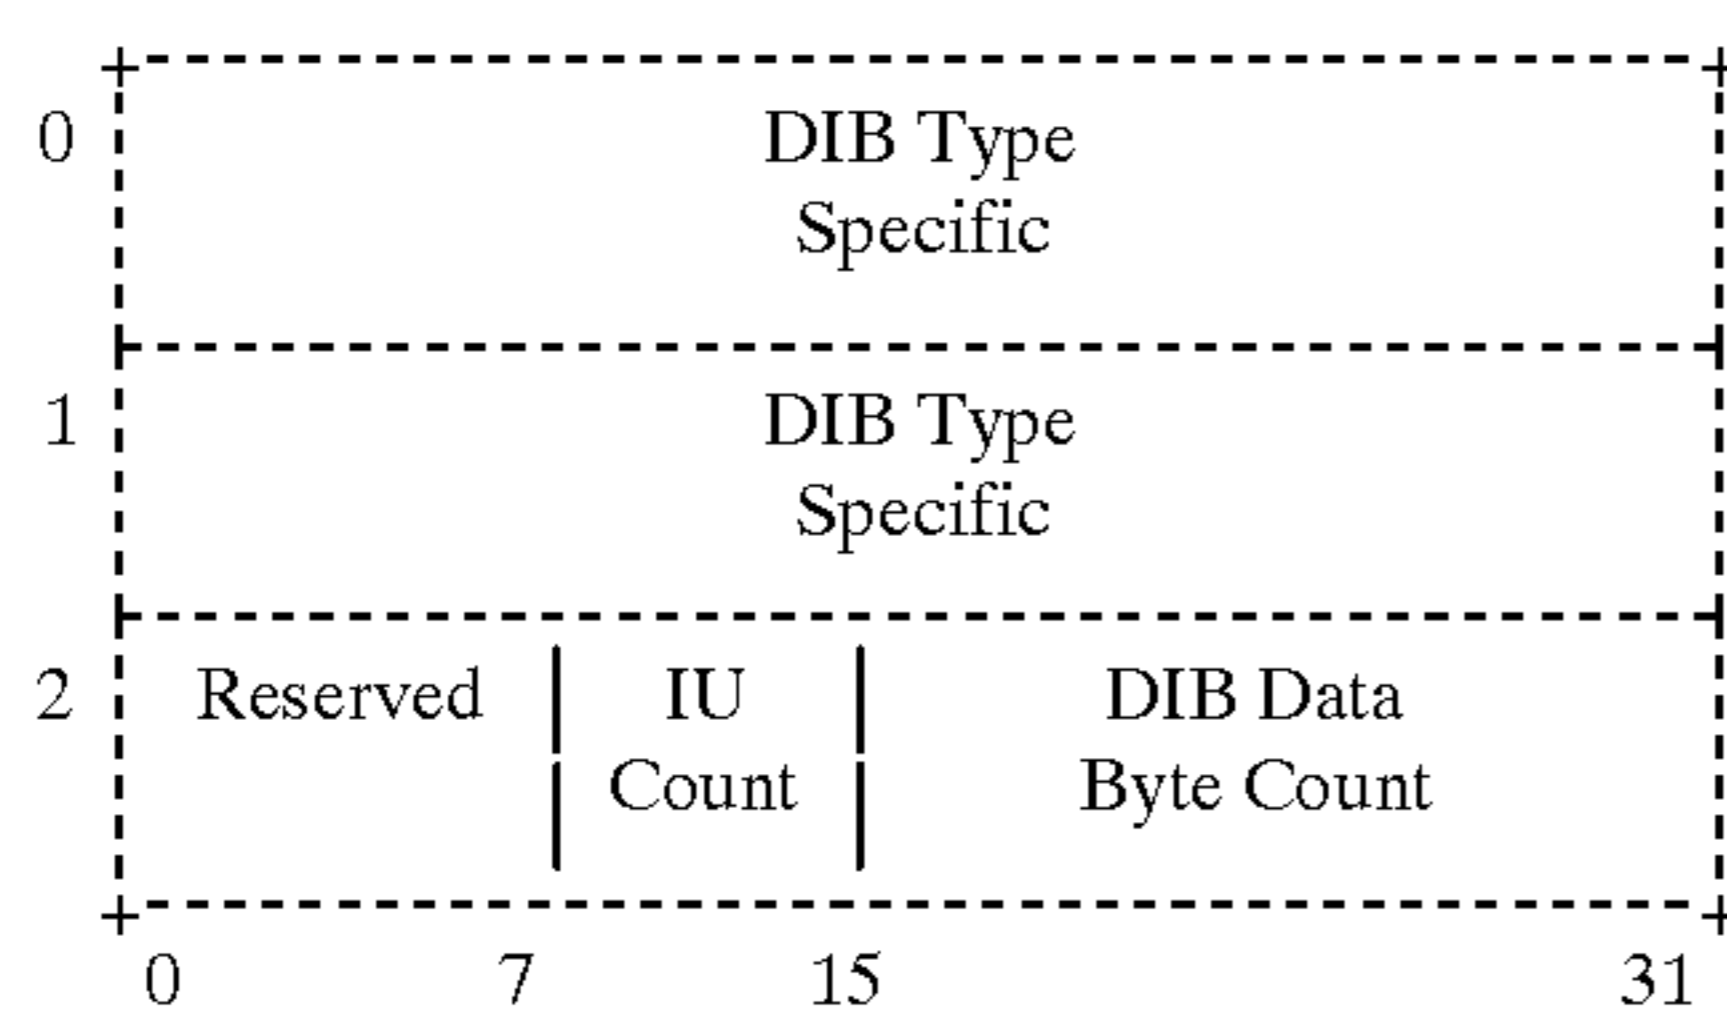 0 DIB Type
Specific
1 DIB Type
Specific
2 Reserved IU DIB Data
Count Byte Count
0 7 15 31